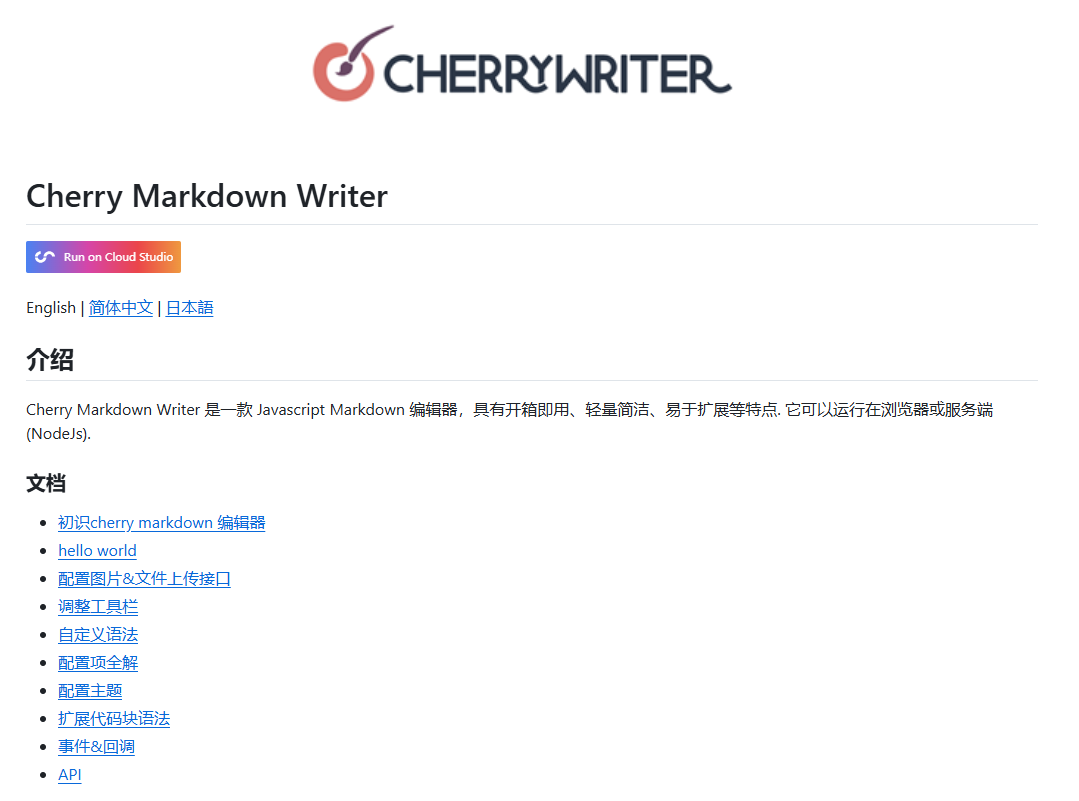 CHERRYWRITER
Cherry Markdown Writer
Run on Cloud Studio
English | 简体中文 | 日本語
介绍
Cherry Markdown Writer 是一款 Javascript Markdown 编辑器，具有开箱即用、轻量简洁、易于扩展等特点. 它可以运行在浏览器或服务端
(NodeJs).
文档
初识cherry markdown 编辑器
hello world
配置图片&文件上传接口
调整工具栏
自定义语法
配置项全解
配置主题
扩展代码块语法
事件&回调
API